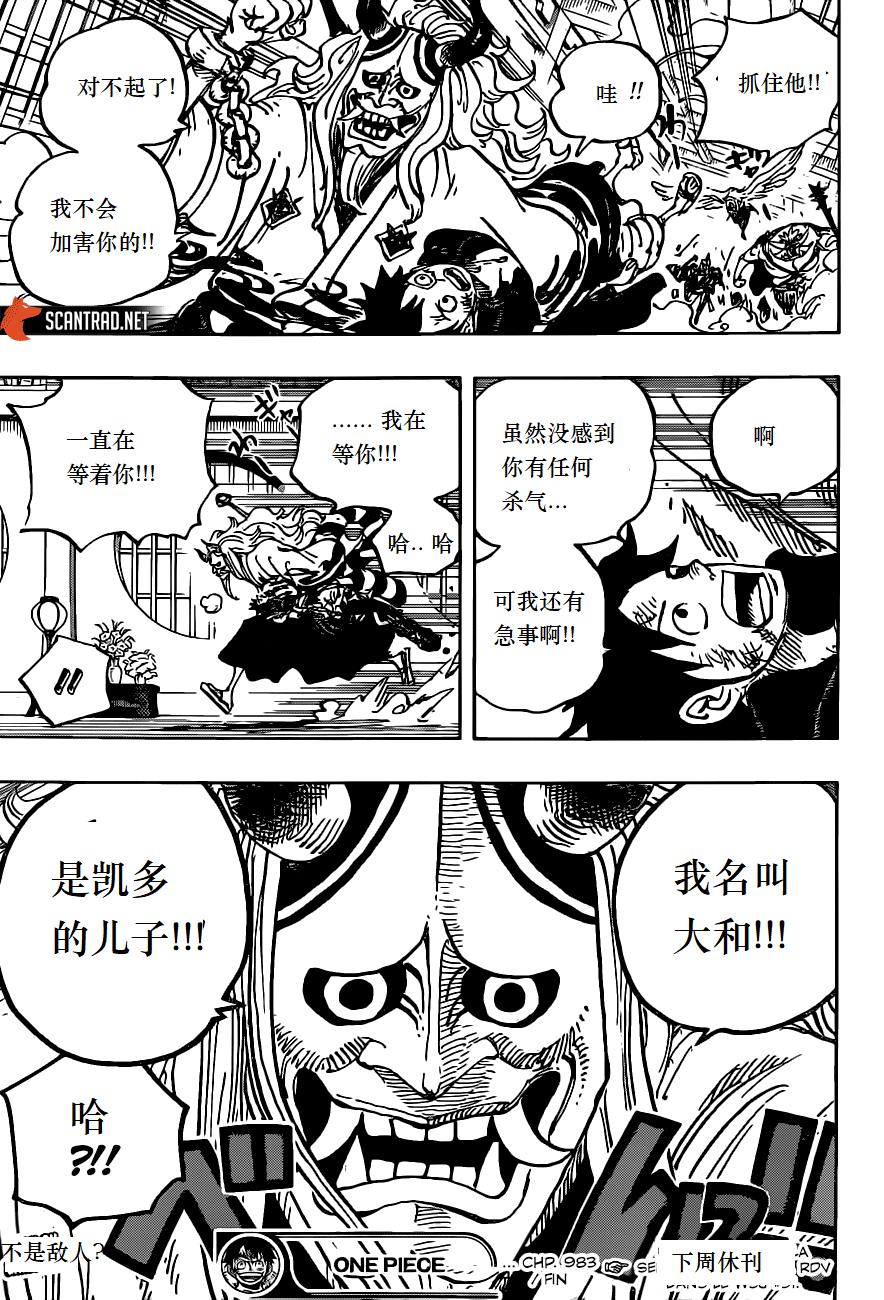 抓住他!!
哇 !!
对不起了!
我不会
加害你的!!
SCANTRAD.NET
啊
虽然没感到
你有任何
杀气...
可我还有
急事啊!!
...... 我在
等你!!!
哈.. 哈
一直在
等着你!!!
!!
我名叫
大和!!!
是凯多
的儿子!!!
哈
?!!!
不是敌人?
ONE PIECE
... CHP. 983
FIN
下周休刊
RDV